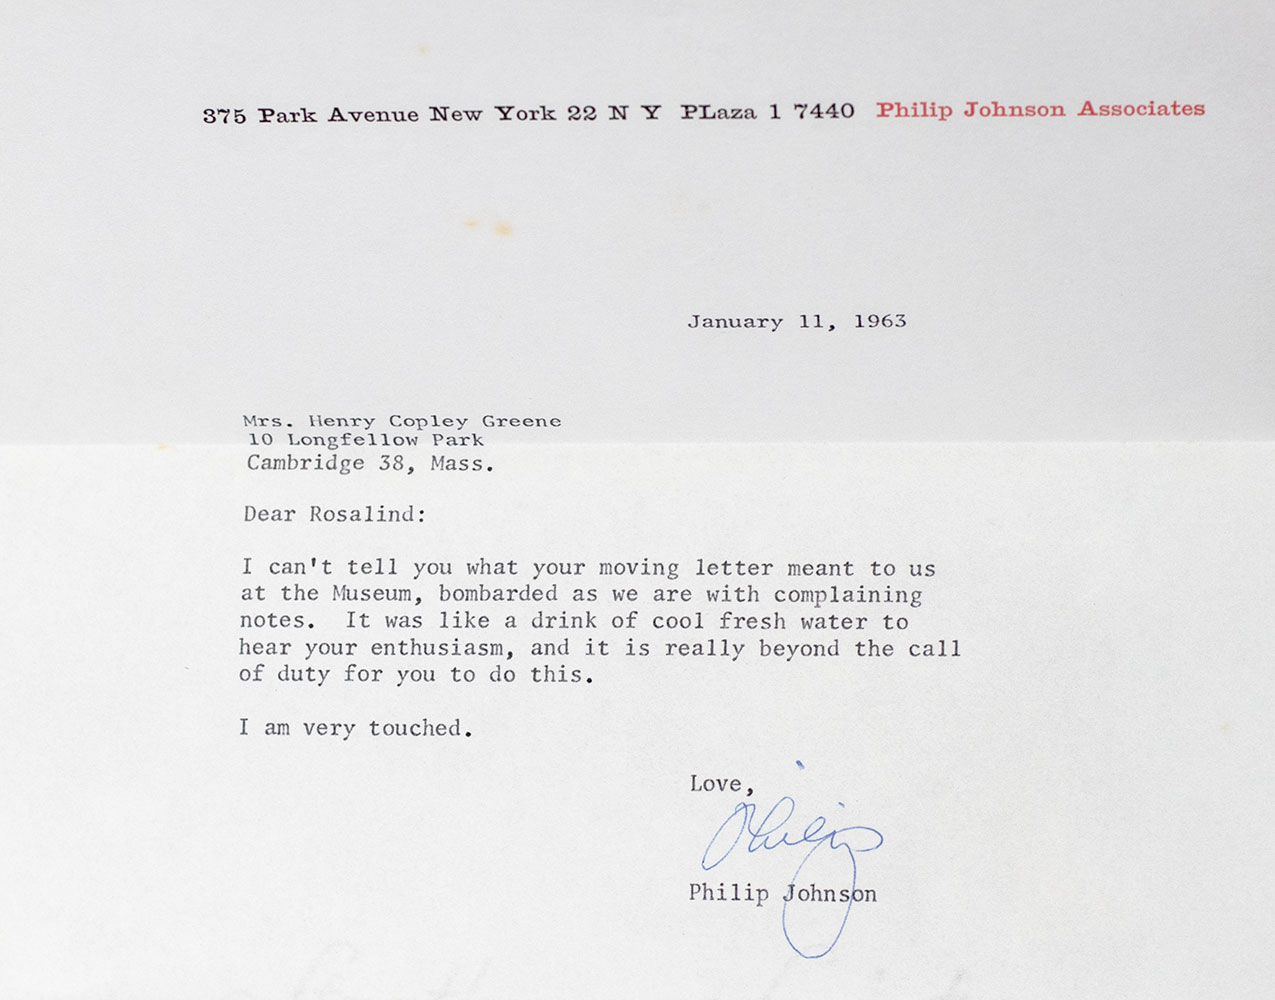 375 Park Avenue New York 22 N Y PLaza 1 7440 Philip Johnson Associates
January 11, 1963
Mrs. Henry Copley Greene
10 Longfellow Park
Cambridge 38, Mass.
Dear Rosalind:
I can't tell you what your moving letter meant to us
at the Museum, bombarded as we are with complaining
notes. It was like a drink of cool fresh water to
hear your enthusiasm, and it is really beyond the call
of duty for you to do this.
I am very touched.
Love,
Philip
Philip Johnson